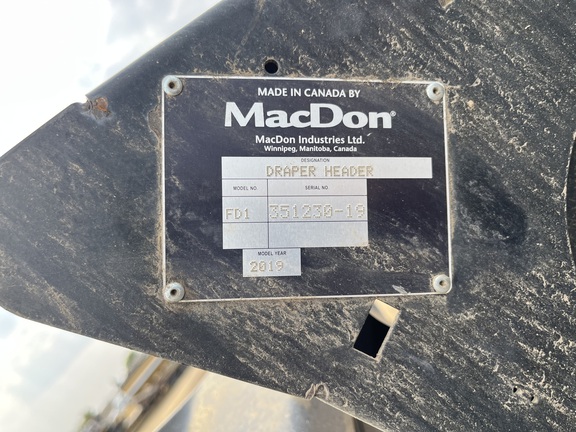 MADE IN CANADA BY
MacDon®
MacDon Industries Ltd.
Winnipeg, Manitoba, Canada
DESIGNATION
DRAPER HEADER
MODEL NO. SERIAL NO.
FD1 351230-19
MODEL YEAR
2019